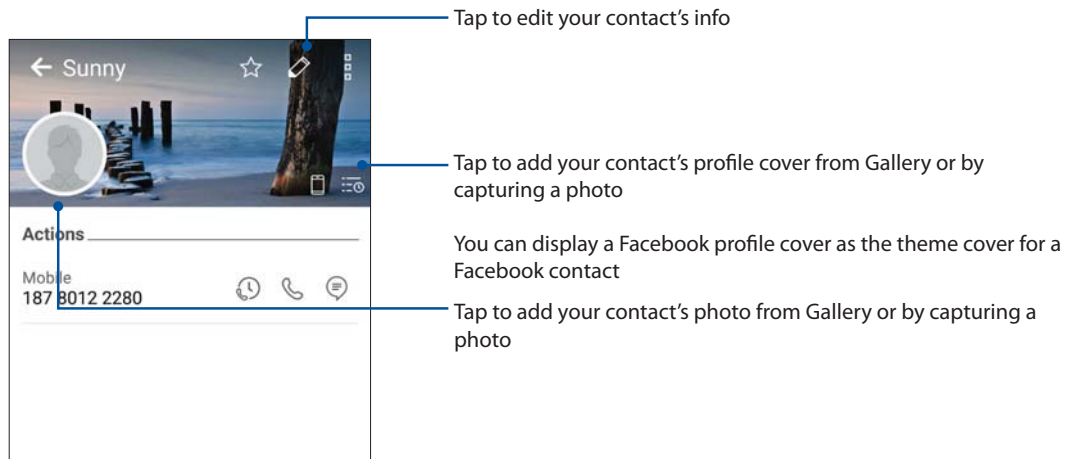 Tap to edit your contact's info
Sunny
Tap to add your contact's profile cover from Gallery or by
capturing a photo
You can display a Facebook profile cover as the theme cover for a
Facebook contact
Actions
Mobile
187 8012 2280
Tap to add your contact's photo from Gallery or by capturing a
photo